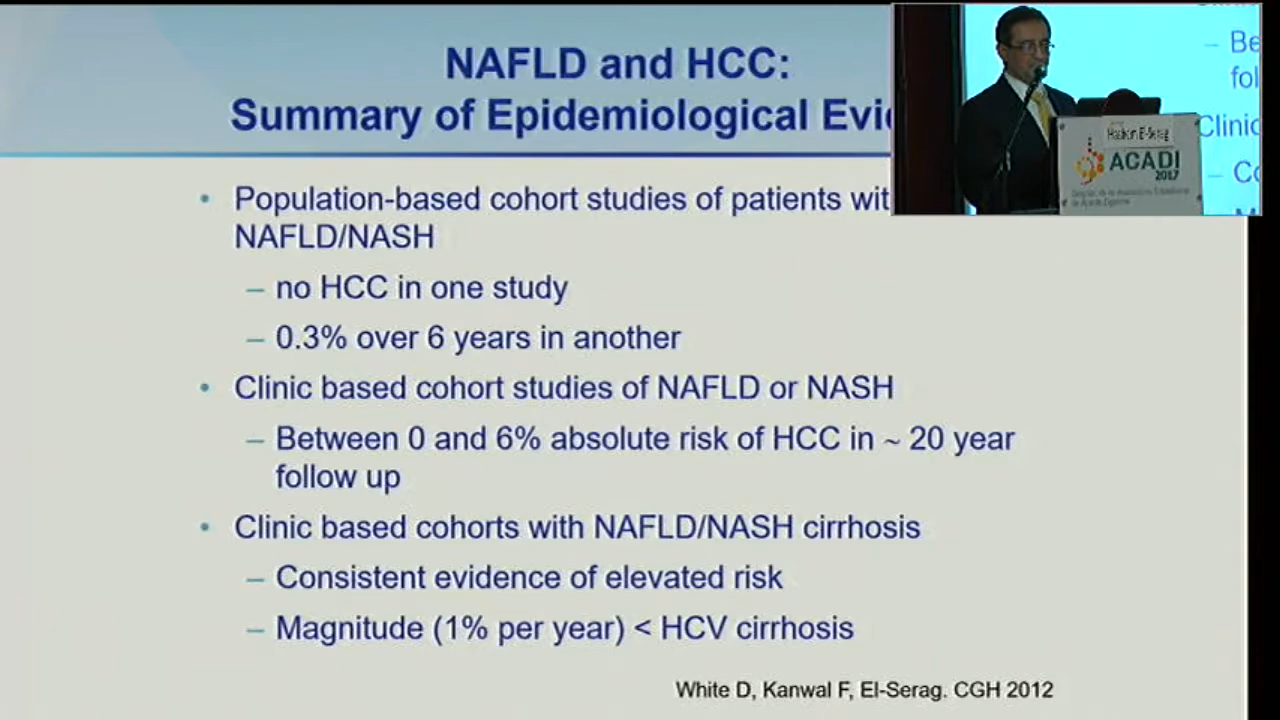 NAFLD and HCC:
Summary of Epidemiological Evi
• Population-based cohort studies of patients wit
NAFLD/NASH
– no HCC in one study
– 0.3% over 6 years in another
• Clinic based cohort studies of NAFLD or NASH
– Between 0 and 6% absolute risk of HCC in ~ 20 year
follow up
• Clinic based cohorts with NAFLD/NASH cirrhosis
– Consistent evidence of elevated risk
– Magnitude (1% per year) < HCV cirrhosis
White D, Kanwal F, El-Serag. CGH 2012
– Be
fol
Clinic
– Co
Hashem El-Serag
ACADI
2017